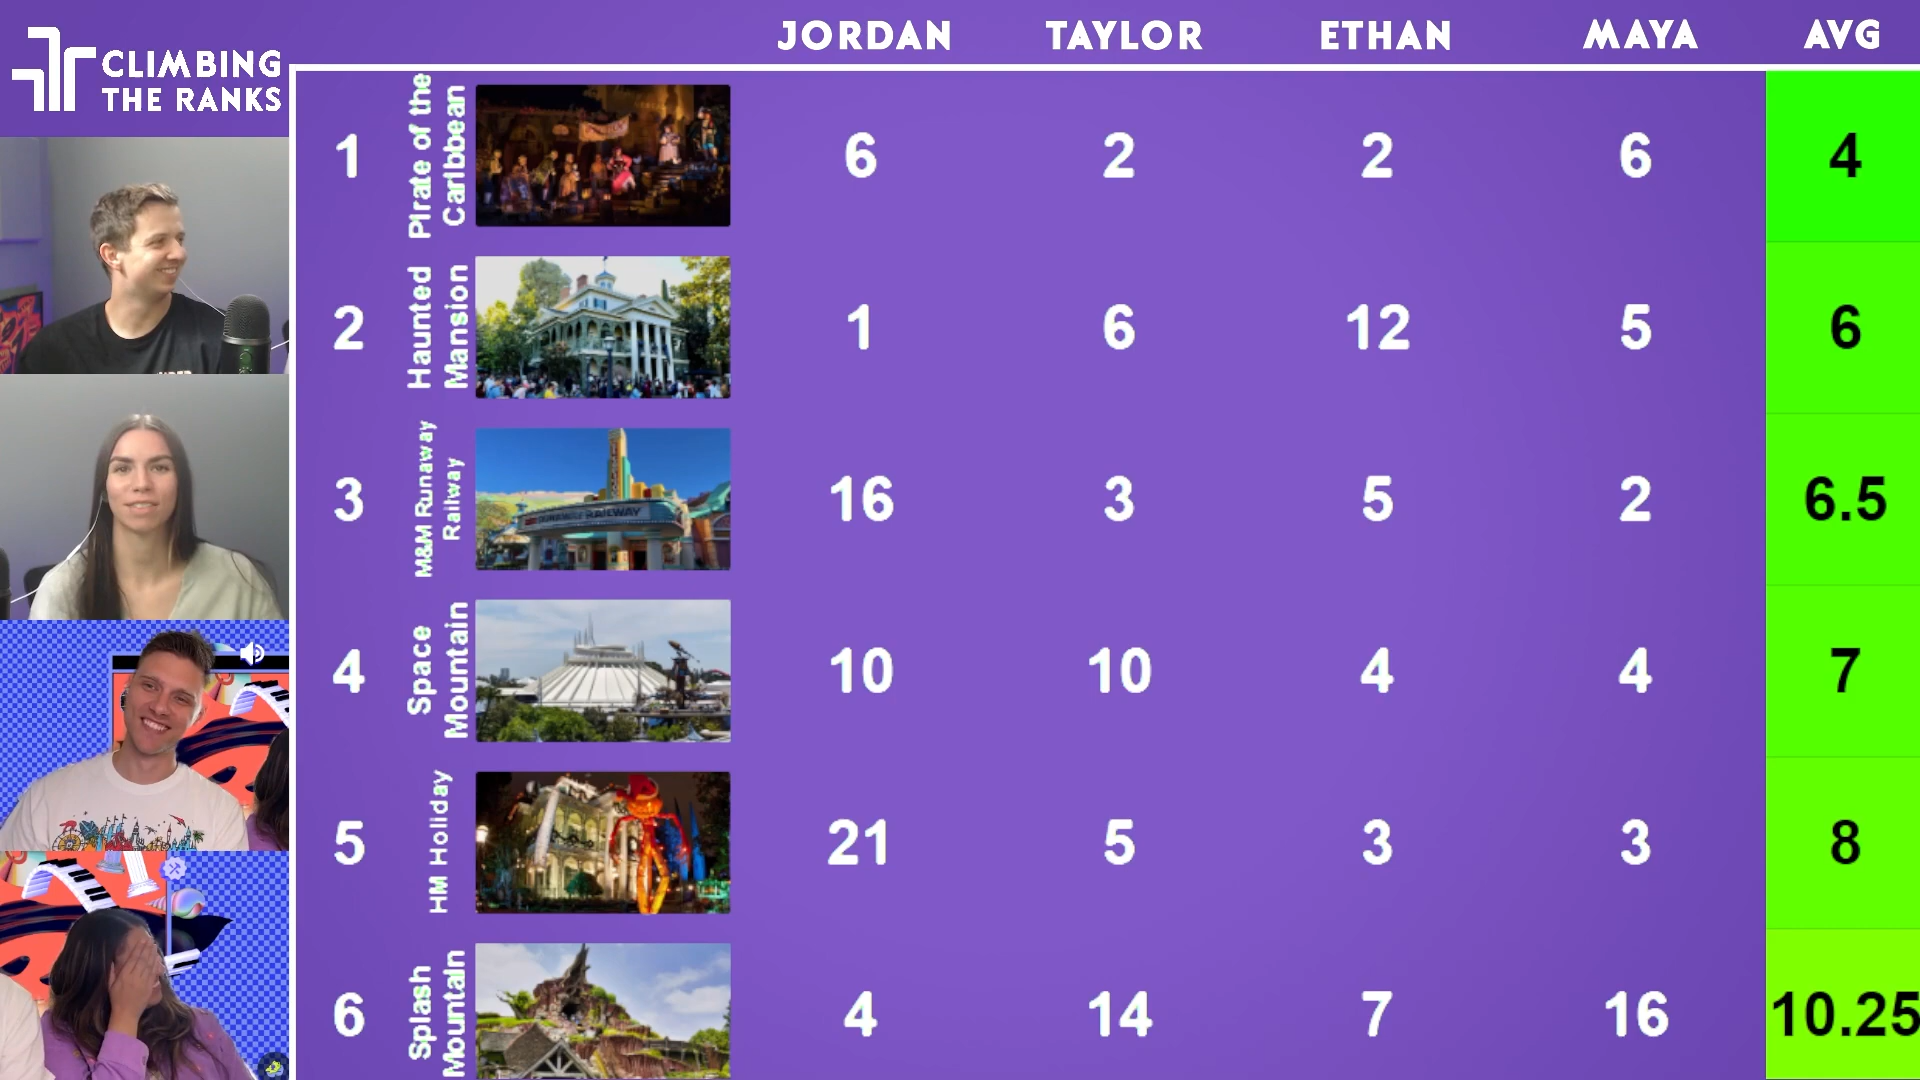 CLIMBING
THE RANKS
JORDAN TAYLOR ETHAN MAYA AVG
1 Pirate of the
Caribbean 6 2 2 6 4
2 Haunted
Mansion 1 6 12 5 6
3 M&M Runaway
Railway 16 3 5 2 6.5
RAILWAY
4 Space
Mountain 10 10 4 4 7
5 HM Holiday 21 5 3 3 8
6 Splash
Mountain 4 14 7 16 10.25